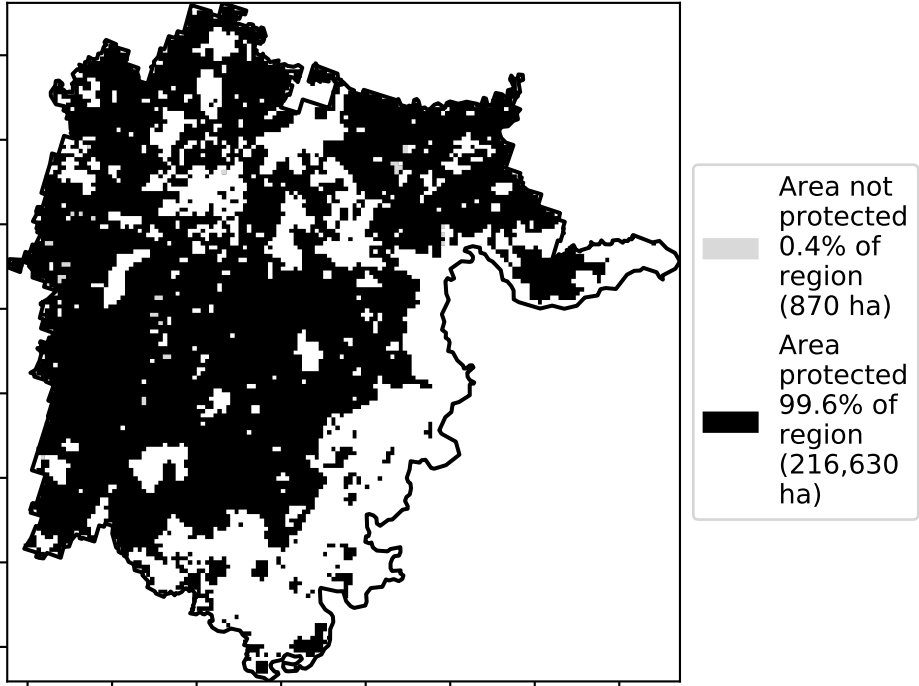 Area not
protected
0.4% of
region
(870 ha)
Area
protected
99.6% of
region
(216,630
ha)